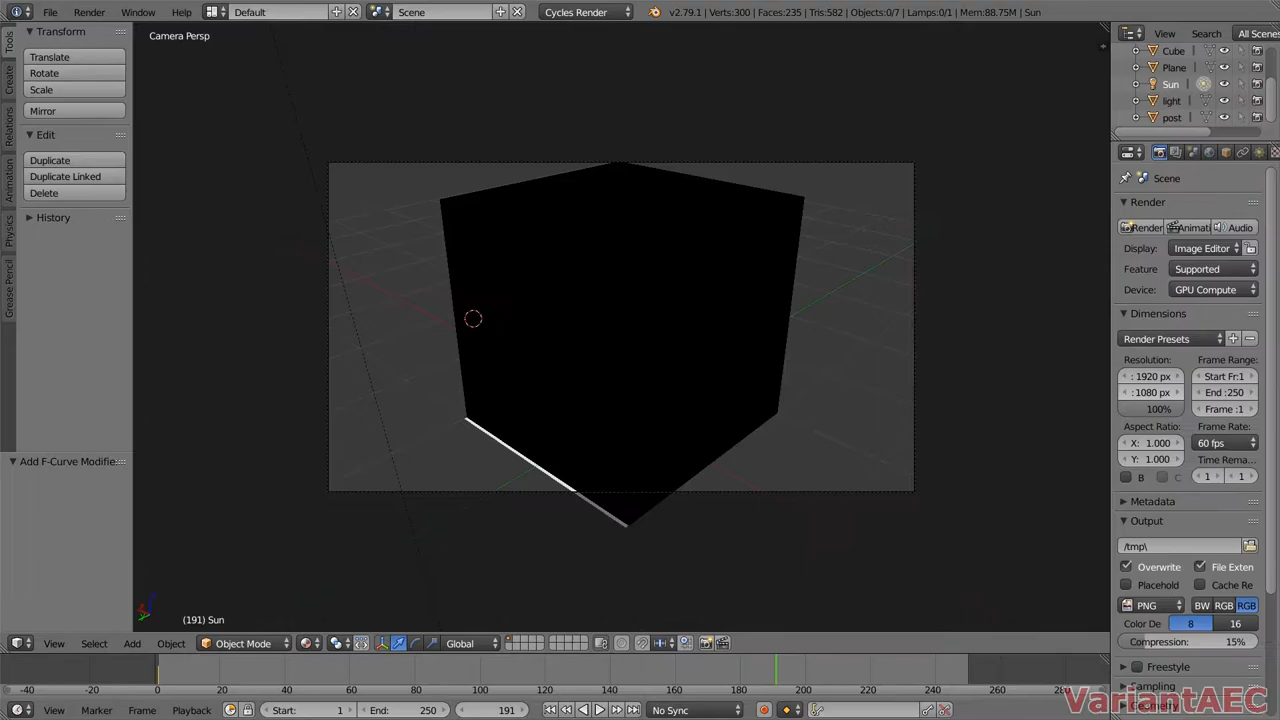 File Render Window Help Default Scene Cycles Render v2.79.1 | Verts:300 | Faces:235 | Tris:582 | Objects:0/7 | Lamps:0/1 | Mem:88.75M | Sun
Tools
Create
Relations
Animation
Physics
Grease Pencil
Transform
Translate
Rotate
Scale
Mirror
Edit
Duplicate
Duplicate Linked
Delete
History
Add F-Curve Modifie
Camera Persp
(191) Sun
View Search All Scenes
Cube
Plane
Sun
light
post
Scene
Render
Render Animati Audio
Display: Image Editor
Feature Supported
Device: GPU Compute
Dimensions
Render Presets
Resolution: Frame Range:
: 1920 px Start Fr:1
:1080 px End :250
100% Frame :1
Aspect Ratio: Frame Rate:
X: 1.000 60 fps
Y: 1.000 Time Rema...
B C 1 1
Metadata
Output
/tmp\
Overwrite File Exten
Placehold Cache Re
PNG BW RGB RGB
Color De 8 16
Compression: 15%
Freestyle
Sampling
Geometry
View Select Add Object Object Mode Global
-40 -20 0 20 40 60 80 100 120 140 160 180 200 220 240 260
View Marker Frame Playback Start: 1 End: 250 191 No Sync
VariantAEC